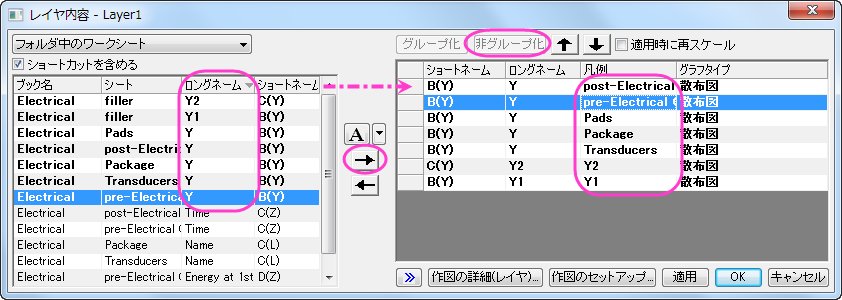 レイヤ内容 - Layer1
フォルダ中のワークシート
ショートカットを含める
ブック名 シート ロングネーム ショートネーム
Electrical filler Y2 C(Y)
Electrical filler Y1 B(Y)
Electrical Pads Y B(Y)
Electrical post-Electri Y B(Y)
Electrical Package Y B(Y)
Electrical Transducers Y B(Y)
Electrical pre-Electrica Y B(Y)
Electrical post-Electrical Time C(Z)
Electrical pre-Electrical C Time C(Z)
Electrical Package Name C(L)
Electrical Transducers Name C(L)
Electrical pre-Electrical C Energy at 1st D(Z)
A
グループ化 非グループ化 適用時に再スケール
ショートネーム ロングネーム 凡例 グラフタイプ
B(Y) Y post-Electrical 散布図
B(Y) Y pre-Electrical C 散布図
B(Y) Y Pads 散布図
B(Y) Y Package 散布図
B(Y) Y Transducers 散布図
C(Y) Y2 Y2 散布図
B(Y) Y1 Y1 散布図
作図の詳細(レイヤ)... 作図のセットアップ... 適用 OK キャンセル